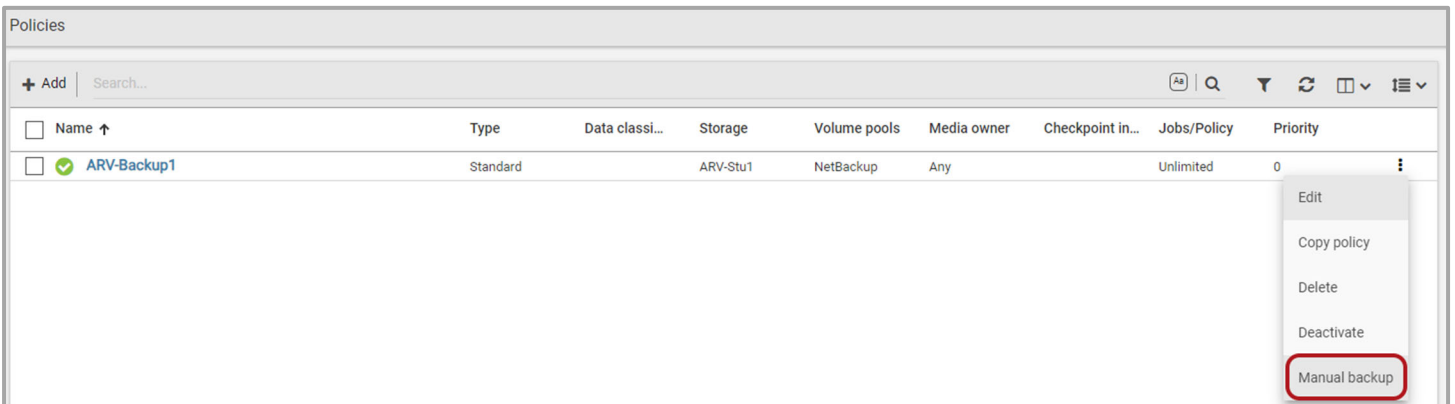 Policies
Add Search... Aa
Name Type Data classi... Storage Volume pools Media owner Checkpoint in... Jobs/Policy Priority
ARV-Backup1 Standard ARV-Stu1 NetBackup Any Unlimited 0
Edit
Copy policy
Delete
Deactivate
Manual backup